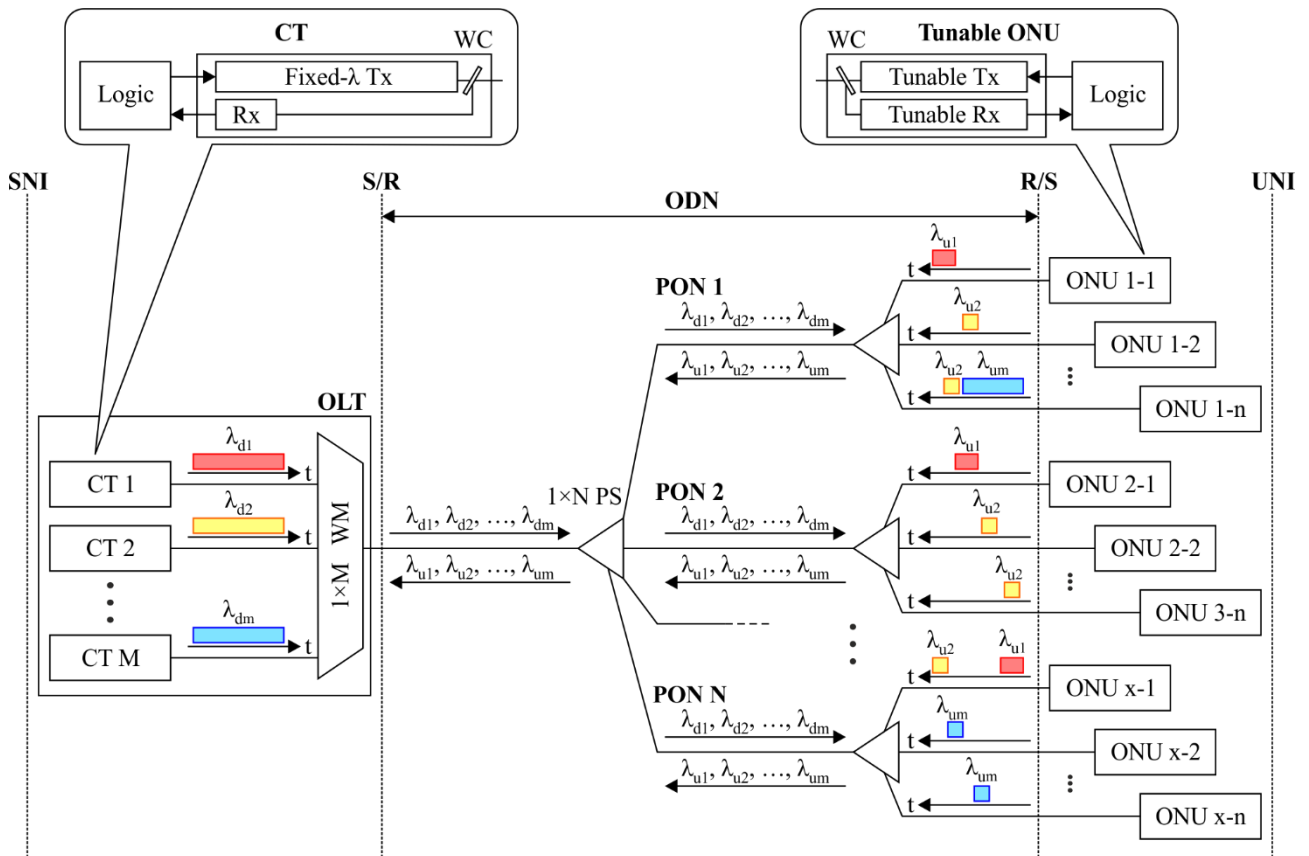 CT
WC
Logic
Fixed-λ Tx
Rx
WC
Tunable ONU
Tunable Tx
Tunable Rx
Logic
SNI
S/R
R/S
UNI
ODN
λu1
t
ONU 1-1
PON 1
λd1, λd2, …, λdm
λu1, λu2, …, λum
λu2
t
ONU 1-2
λu2 λum
t
ONU 1-n
OLT
CT 1
λd1
t
CT 2
λd2
t
CT M
λdm
t
1×M WM
λd1, λd2, …, λdm
λu1, λu2, …, λum
1×N PS
PON 2
λd1, λd2, …, λdm
λu1, λu2, …, λum
λu1
t
ONU 2-1
λu2
t
ONU 2-2
λu2
t
ONU 3-n
PON N
λd1, λd2, …, λdm
λu1, λu2, …, λum
λu2 λu1
t
ONU x-1
λum
t
ONU x-2
λum
t
ONU x-n